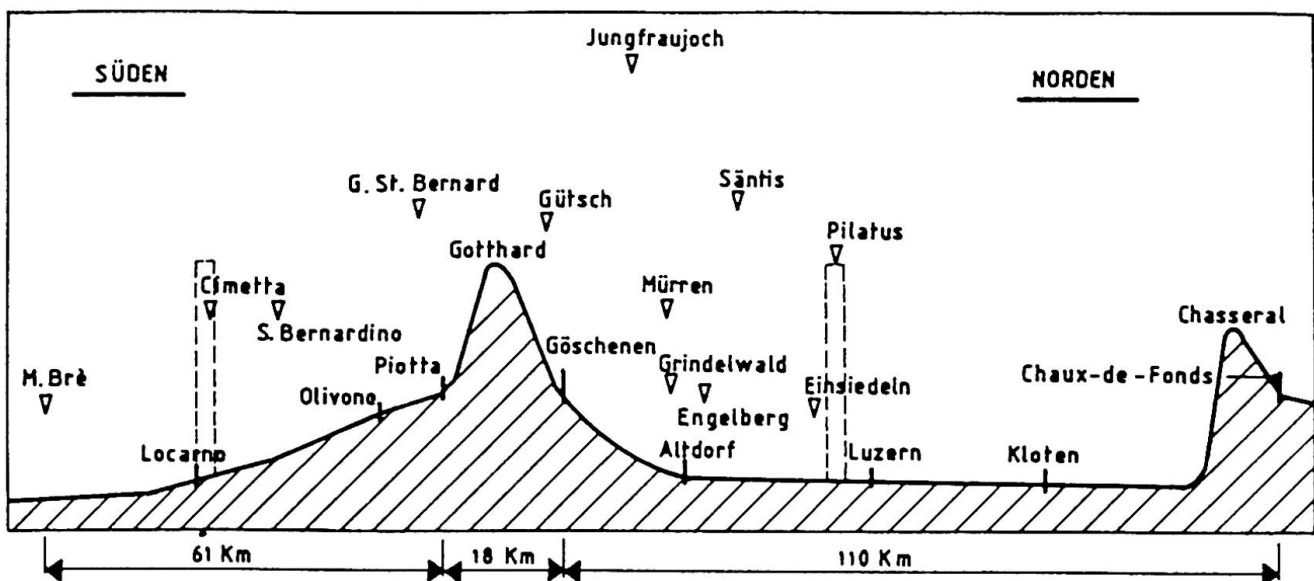 Jungfraujoch
SÜDEN
NORDEN
G. St. Bernard
Gütsch
Säntis
Gotthard
Pilatus
Cimetta
Mürren
S. Bernardino
Chasseral
Piotta
Göschenen
Grindelwald
Chaux-de-Fonds
M. Brè
Olivone
Einsiedeln
Engelberg
Locarno
Altdorf
Luzern
Kloten
61 Km
18 Km
110 Km